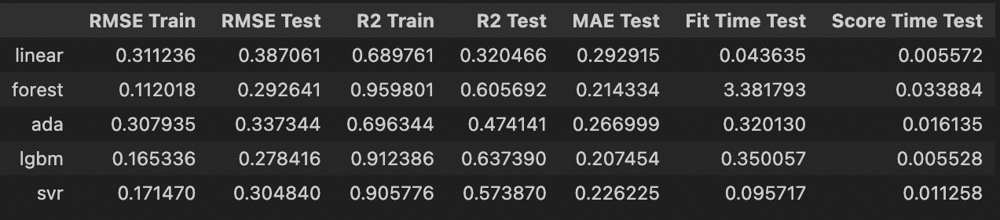 RMSE Train RMSE Test R2 Train R2 Test MAE Test Fit Time Test Score Time Test
linear 0.311236 0.387061 0.689761 0.320466 0.292915 0.043635 0.005572
forest 0.112018 0.292641 0.959801 0.605692 0.214334 3.381793 0.033884
ada 0.307935 0.337344 0.696344 0.474141 0.266999 0.320130 0.016135
lgbm 0.165336 0.278416 0.912386 0.637390 0.207454 0.350057 0.005528
svr 0.171470 0.304840 0.905776 0.573870 0.226225 0.095717 0.011258